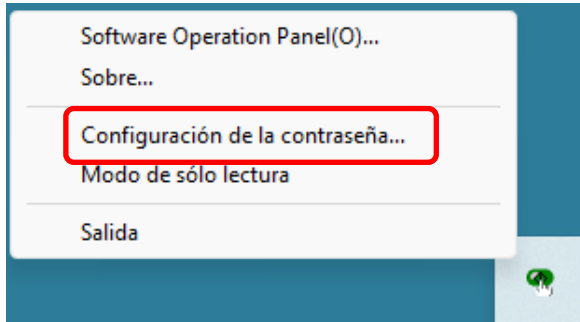 Software Operation Panel(O)...
Sobre...
Configuración de la contraseña...
Modo de sólo lectura
Salida